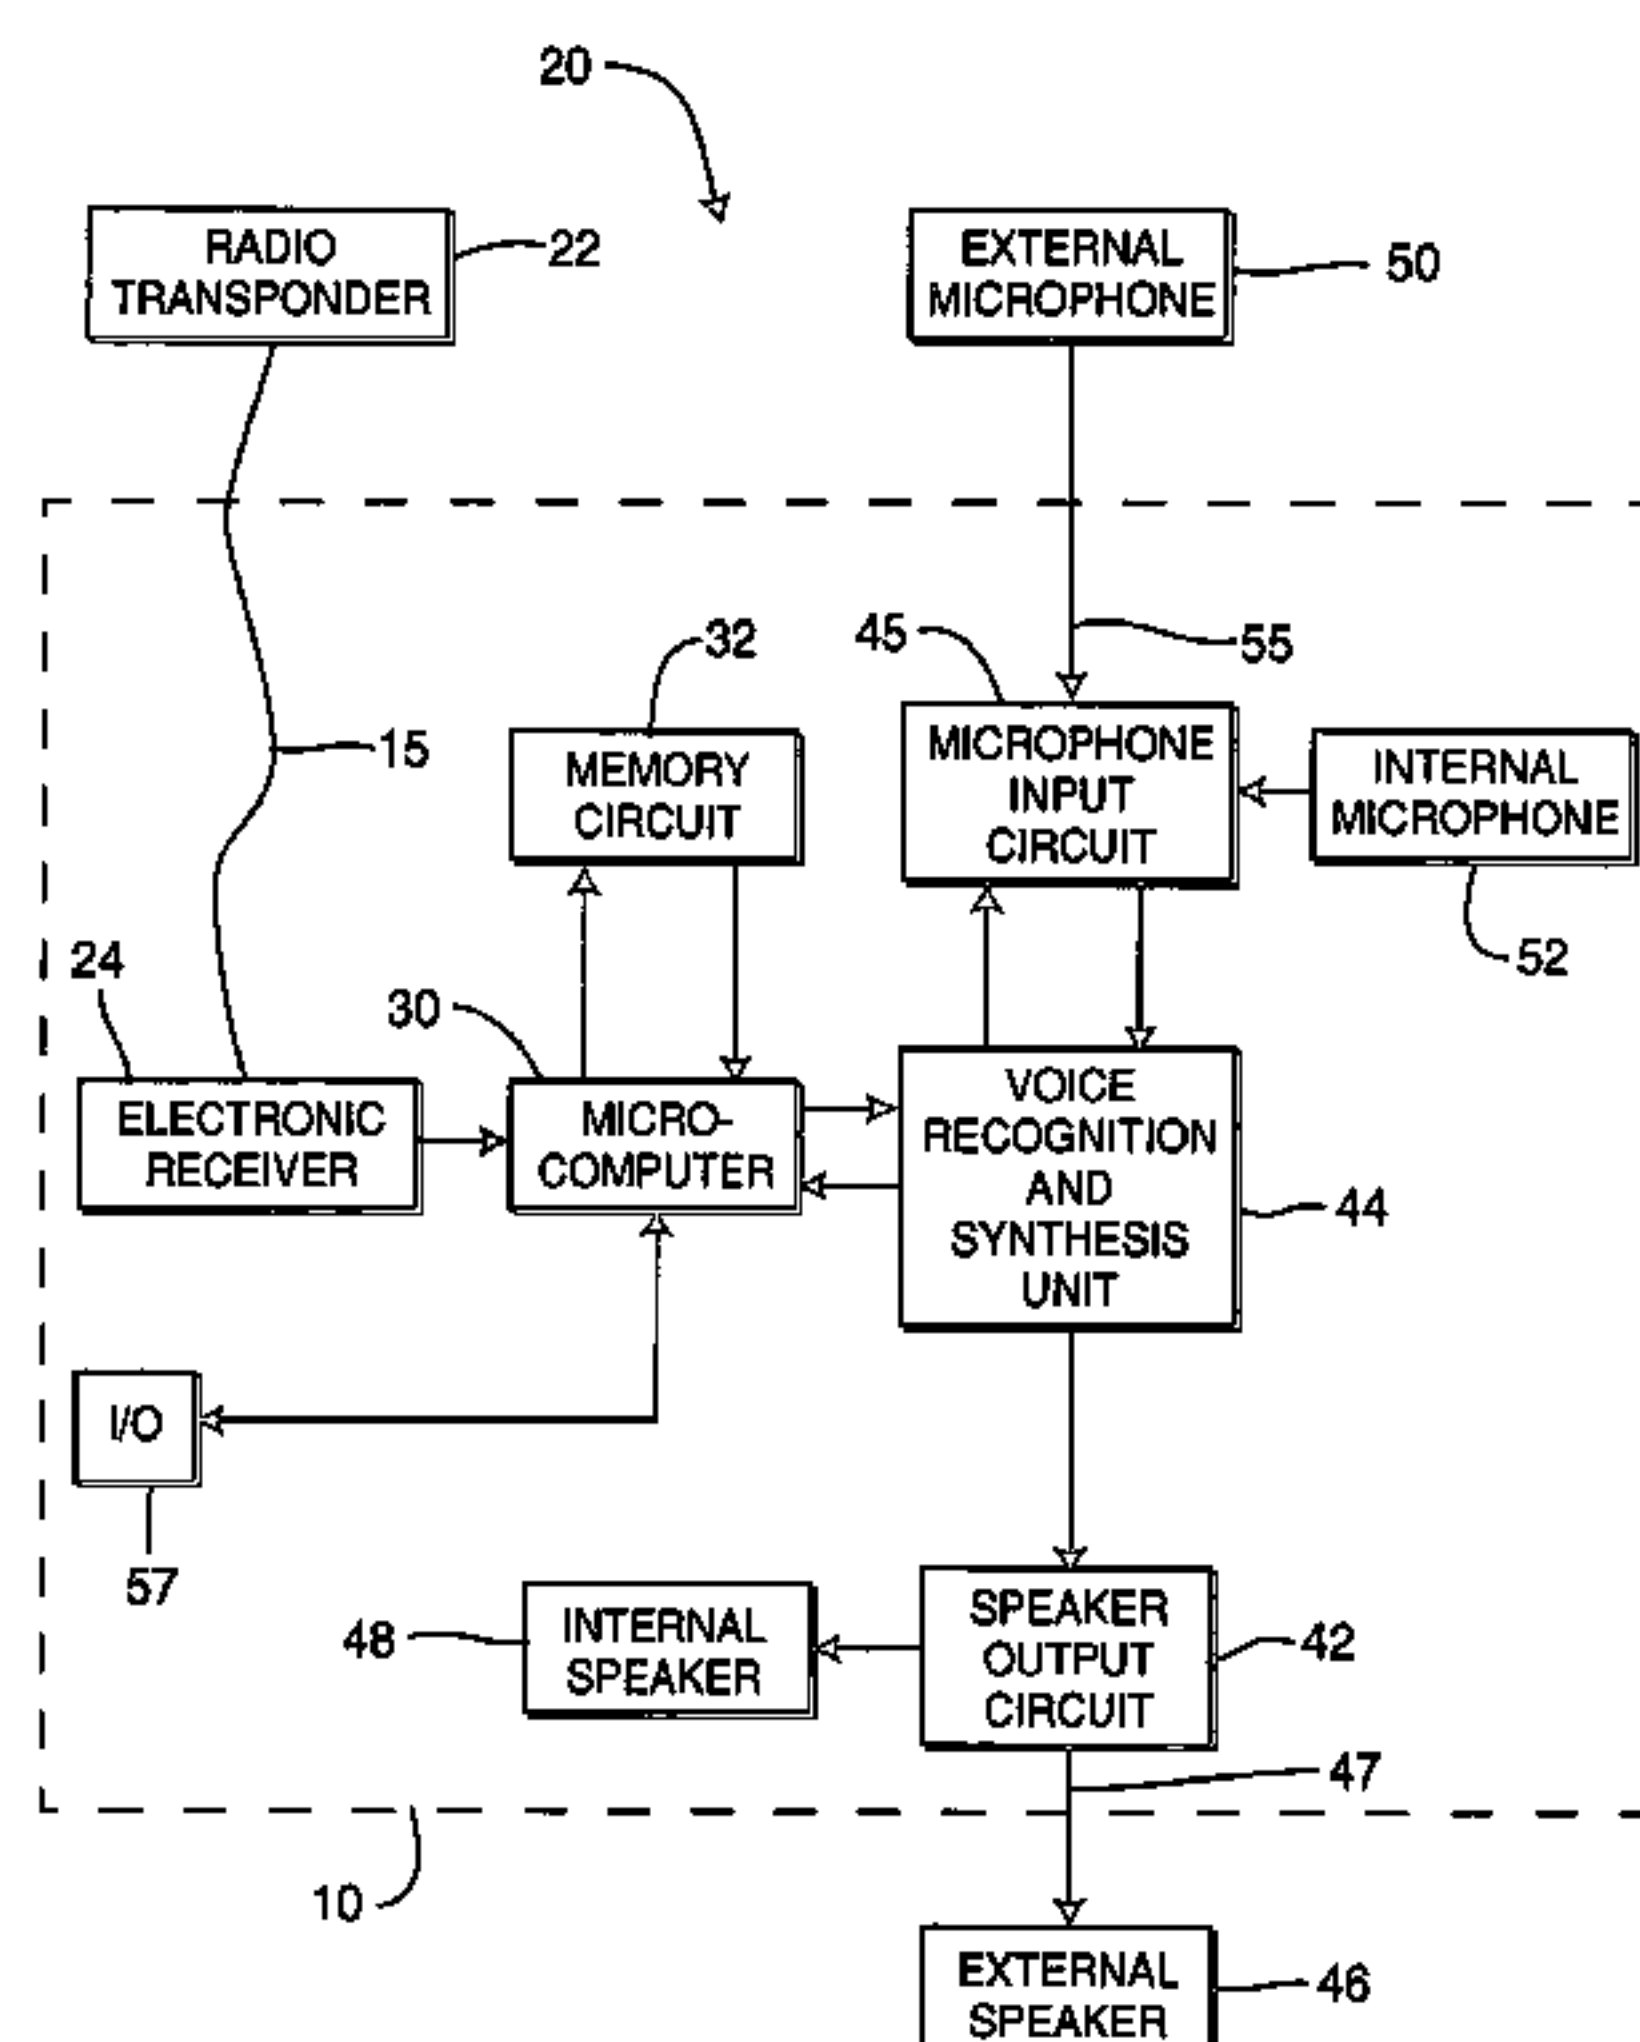 20
RADIO
TRANSPONDER
22
EXTERNAL
MICROPHONE
50
45
55
32
15
MEMORY
CIRCUIT
MICROPHONE
INPUT
CIRCUIT
INTERNAL
MICROPHONE
52
24
30
ELECTRONIC
RECEIVER
MICRO-
COMPUTER
VOICE
RECOGNITION
AND
SYNTHESIS
UNIT
44
I/O
57
48
INTERNAL
SPEAKER
SPEAKER
OUTPUT
CIRCUIT
42
47
10
EXTERNAL
SPEAKER
46